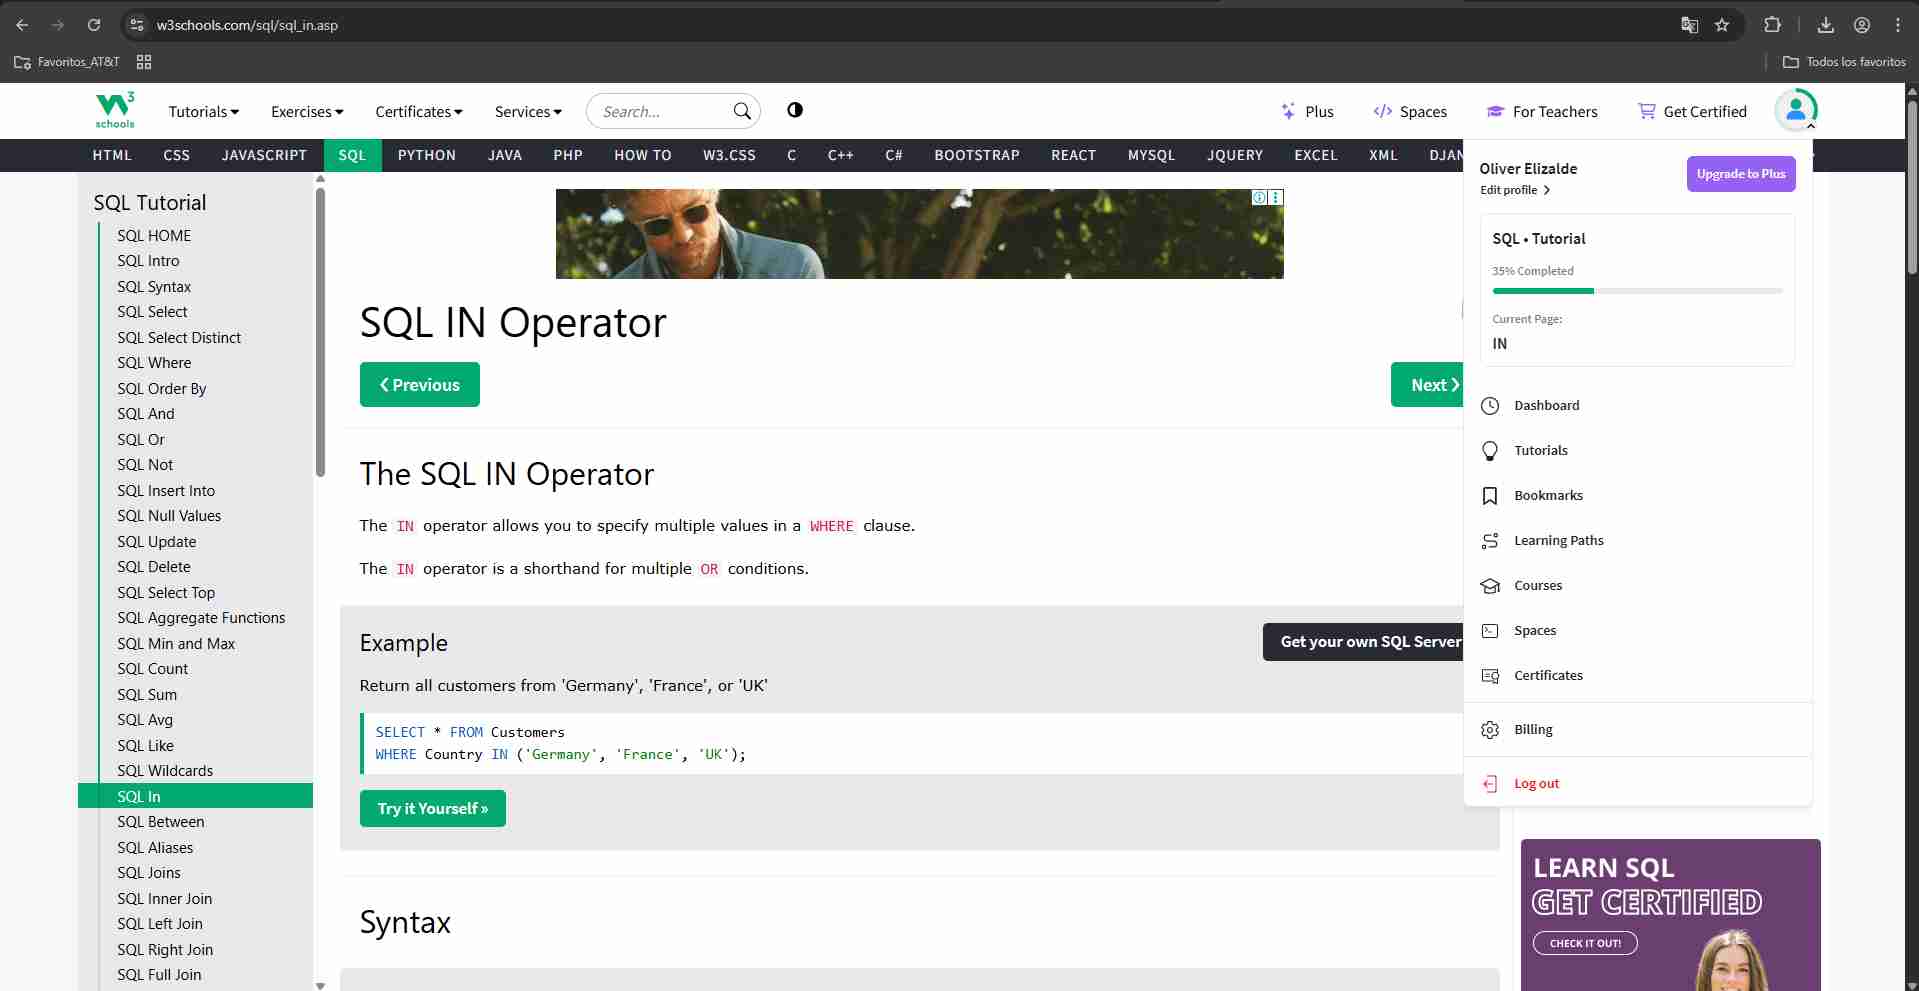 w3schools.com/sql/sql_in.asp
Favoritos_AT&T
Todos los favoritos
W3
schools
Tutorials
Exercises
Certificates
Services
Search...
Plus
Spaces
For Teachers
Get Certified
HTML CSS JAVASCRIPT SQL PYTHON JAVA PHP HOW TO W3.CSS C C++ C# BOOTSTRAP REACT MYSQL JQUERY EXCEL XML DJAN
SQL Tutorial
SQL HOME
SQL Intro
SQL Syntax
SQL Select
SQL Select Distinct
SQL Where
SQL Order By
SQL And
SQL Or
SQL Not
SQL Insert Into
SQL Null Values
SQL Update
SQL Delete
SQL Select Top
SQL Aggregate Functions
SQL Min and Max
SQL Count
SQL Sum
SQL Avg
SQL Like
SQL Wildcards
SQL In
SQL Between
SQL Aliases
SQL Joins
SQL Inner Join
SQL Left Join
SQL Right Join
SQL Full Join
SQL IN Operator
❮ Previous
Next ❯
The SQL IN Operator
The IN operator allows you to specify multiple values in a WHERE clause.
The IN operator is a shorthand for multiple OR conditions.
Example
Get your own SQL Server
Return all customers from 'Germany', 'France', or 'UK'
SELECT * FROM Customers
WHERE Country IN ('Germany', 'France', 'UK');
Try it Yourself »
Syntax
Oliver Elizalde
Edit profile
Upgrade to Plus
SQL • Tutorial
35% Completed
Current Page:
IN
Dashboard
Tutorials
Bookmarks
Learning Paths
Courses
Spaces
Certificates
Billing
Log out
LEARN SQL
GET CERTIFIED
CHECK IT OUT!